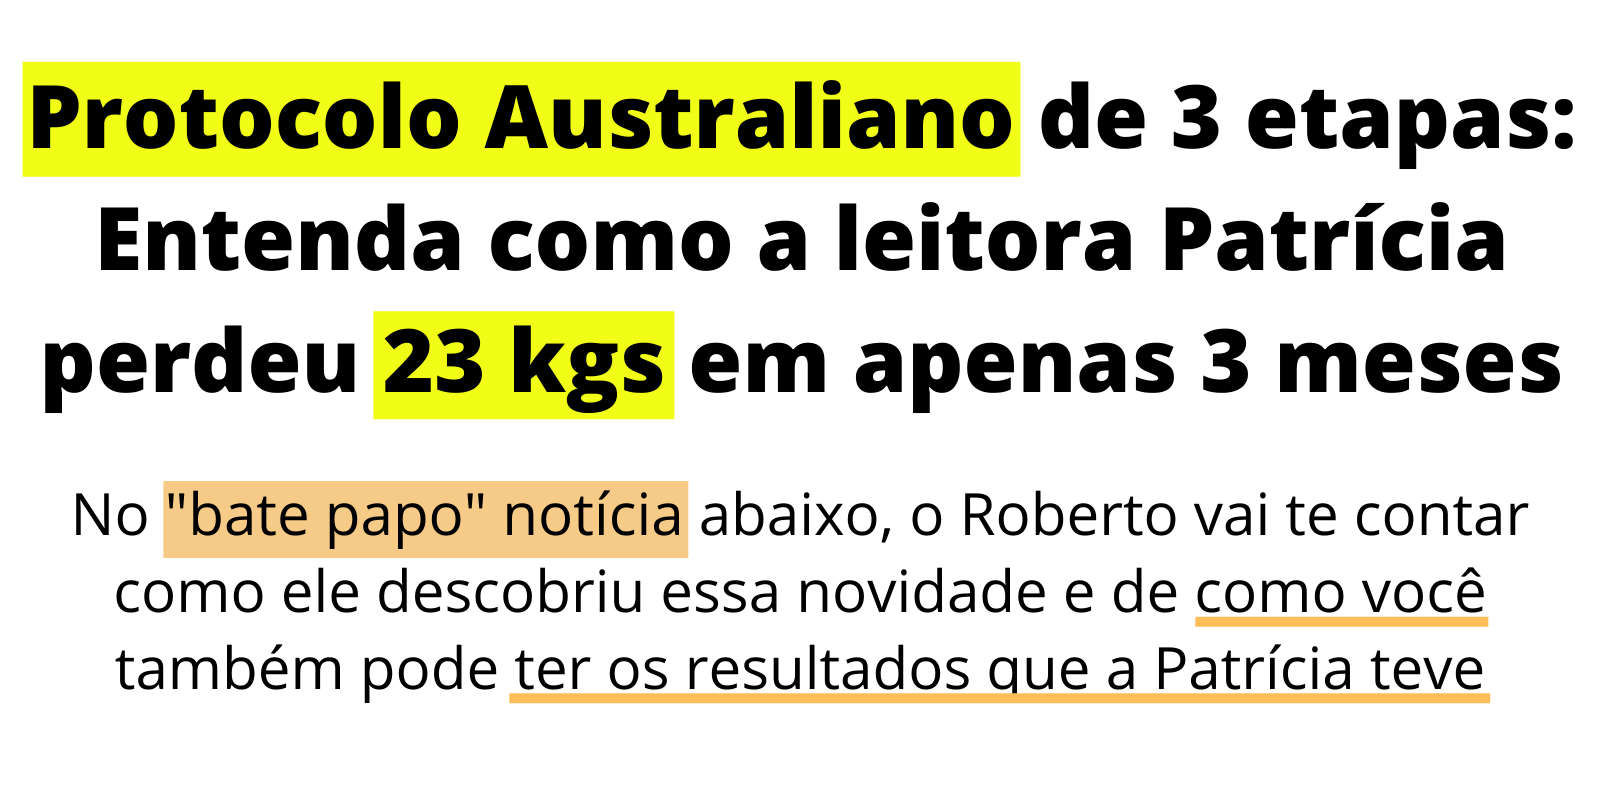 Protocolo Australiano de 3 etapas:
Entenda como a leitora Patrícia
perdeu 23 kgs em apenas 3 meses
No "bate papo" notícia abaixo, o Roberto vai te contar
como ele descobriu essa novidade e de como você
também pode ter os resultados que a Patrícia teve